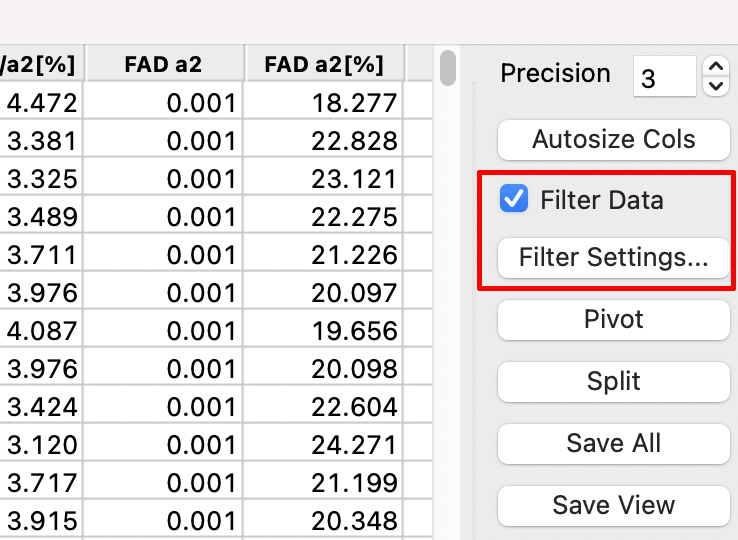 /a2[%] FAD a2 FAD a2[%]
4.472 0.001 18.277
3.381 0.001 22.828
3.325 0.001 23.121
3.489 0.001 22.275
3.711 0.001 21.226
3.976 0.001 20.097
4.087 0.001 19.656
3.976 0.001 20.098
3.424 0.001 22.604
3.120 0.001 24.271
3.717 0.001 21.199
3.915 0.001 20.348
Precision 3
Autosize Cols
Filter Data
Filter Settings...
Pivot
Split
Save All
Save View